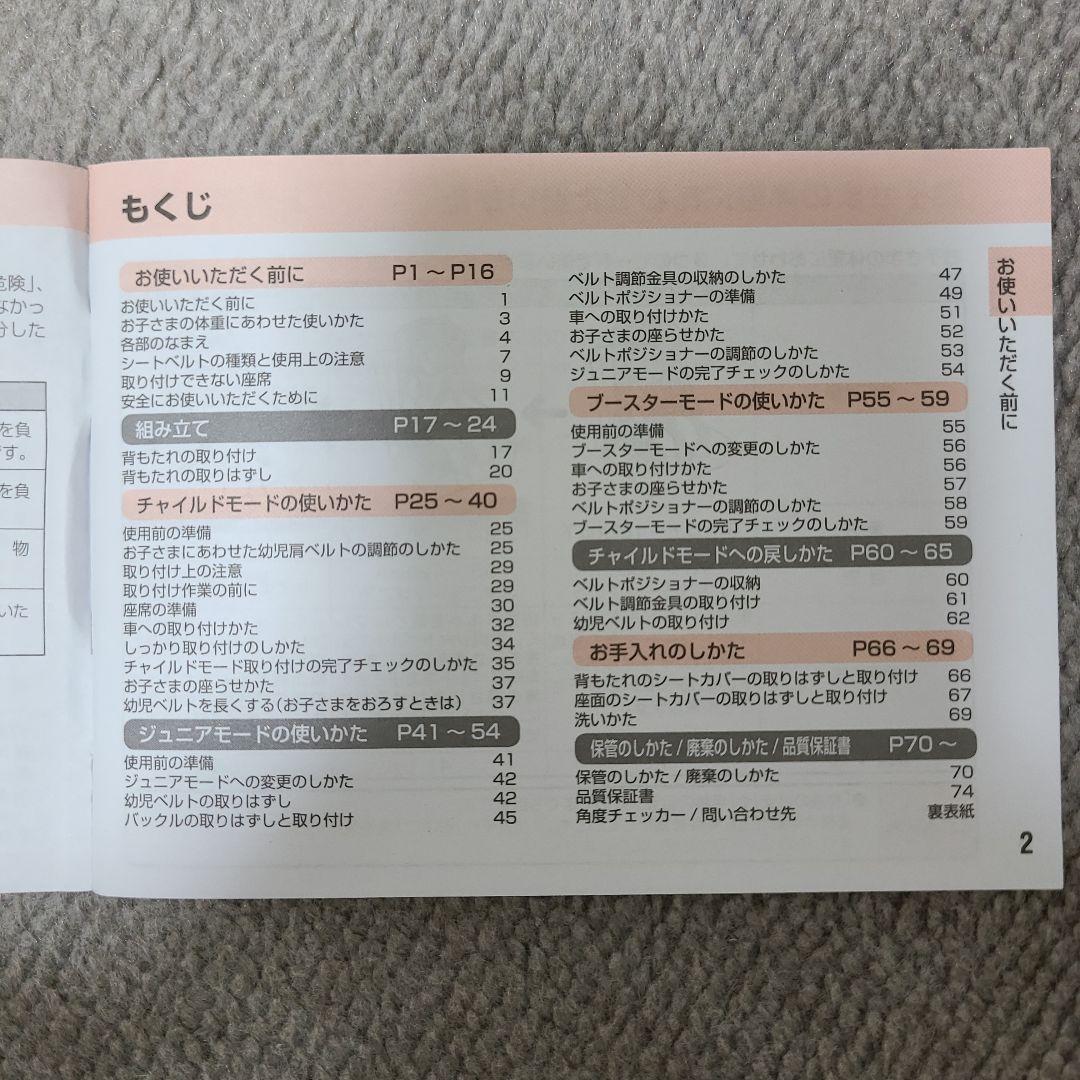 もくじ
お使いいただく前に P1～P16
お使いいただく前に 1
お子さまの体重にあわせた使いかた 3
各部のなまえ 4
シートベルトの種類と使用上の注意 7
取り付けできない座席 9
安全にお使いいただくために 11
組み立て P17～24
背もたれの取り付け 17
背もたれの取りはずし 20
チャイルドモードの使いかた P25～40
使用前の準備 25
お子さまにあわせた幼児肩ベルトの調節のしかた 25
取り付け上の注意 29
取り付け作業の前に 29
座席の準備 30
車への取り付けかた 32
しっかり取り付けのしかた 34
チャイルドモード取り付けの完了チェックのしかた 35
お子さまの座らせかた 37
幼児ベルトを長くする(お子さまをおろすときは) 37
ジュニアモードの使いかた P41～54
使用前の準備 41
ジュニアモードへの変更のしかた 42
幼児ベルトの取りはずし 42
バックルの取りはずしと取り付け 45
ベルト調節金具の収納のしかた 47
ベルトポジショナーの準備 49
車への取り付けかた 51
お子さまの座らせかた 52
ベルトポジショナーの調節のしかた 53
ジュニアモードの完了チェックのしかた 54
ブースターモードの使いかた P55～59
使用前の準備 55
ブースターモードへの変更のしかた 56
車への取り付けかた 56
お子さまの座らせかた 57
ベルトポジショナーの調節のしかた 58
ブースターモードの完了チェックのしかた 59
チャイルドモードへの戻しかた P60～65
ベルトポジショナーの収納 60
ベルト調節金具の取り付け 61
幼児ベルトの取り付け 62
お手入れのしかた P66～69
背もたれのシートカバーの取りはずしと取り付け 66
座面のシートカバーの取りはずしと取り付け 67
洗いかた 69
保管のしかた/廃棄のしかた/品質保証書 P70～
保管のしかた/廃棄のしかた 70
品質保証書 74
角度チェッカー/問い合わせ先 裏表紙
お使いいただく前に
2
険」、
なかっ
分した
を負
す。
を負
物
いた